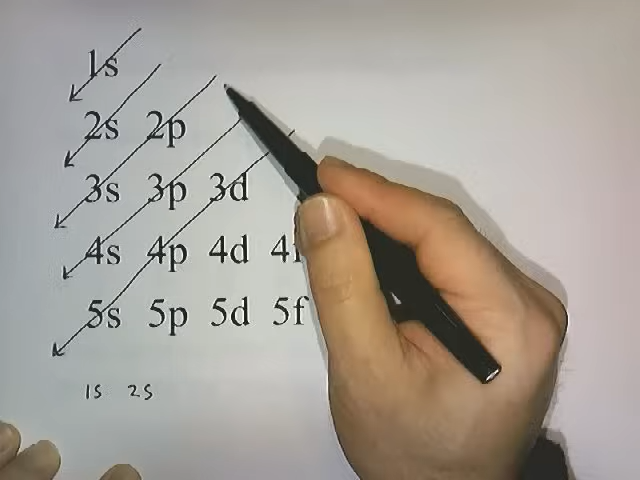 1s
2s 2p
3s 3p 3d
4s 4p 4d
5s 5p 5d 5f
1S 2S